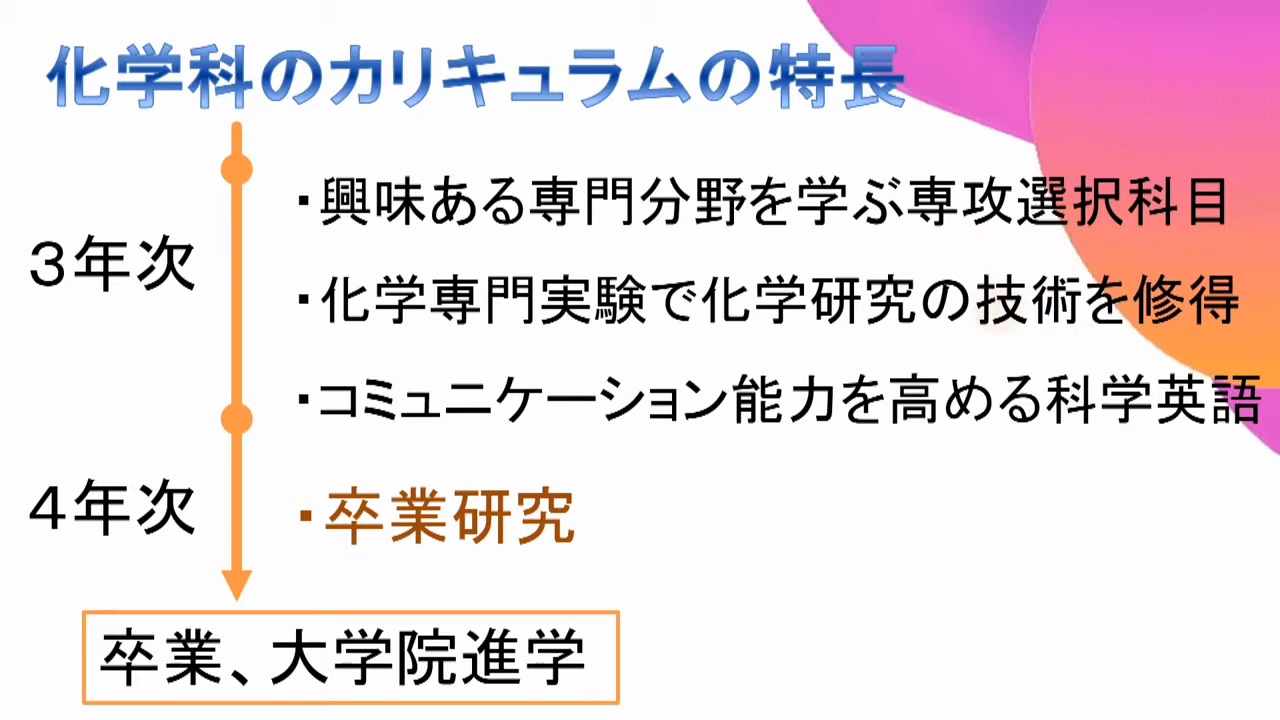 化学科のカリキュラムの特長
３年次
・興味ある専門分野を学ぶ専攻選択科目
・化学専門実験で化学研究の技術を修得
・コミュニケーション能力を高める科学英語
４年次
・卒業研究
卒業、大学院進学